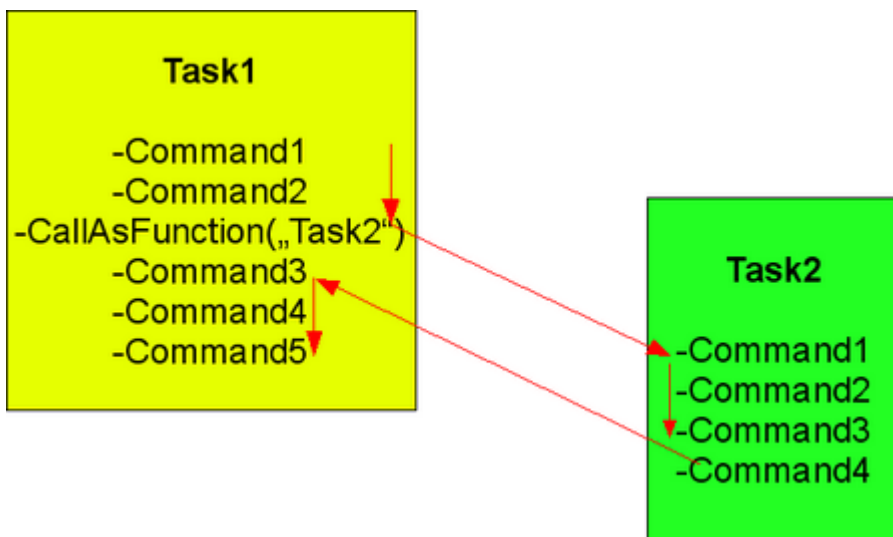 Task1
-Command1
-Command2
-CallAsFunction(„Task2“)
-Command3
-Command4
-Command5
Task2
-Command1
-Command2
-Command3
-Command4